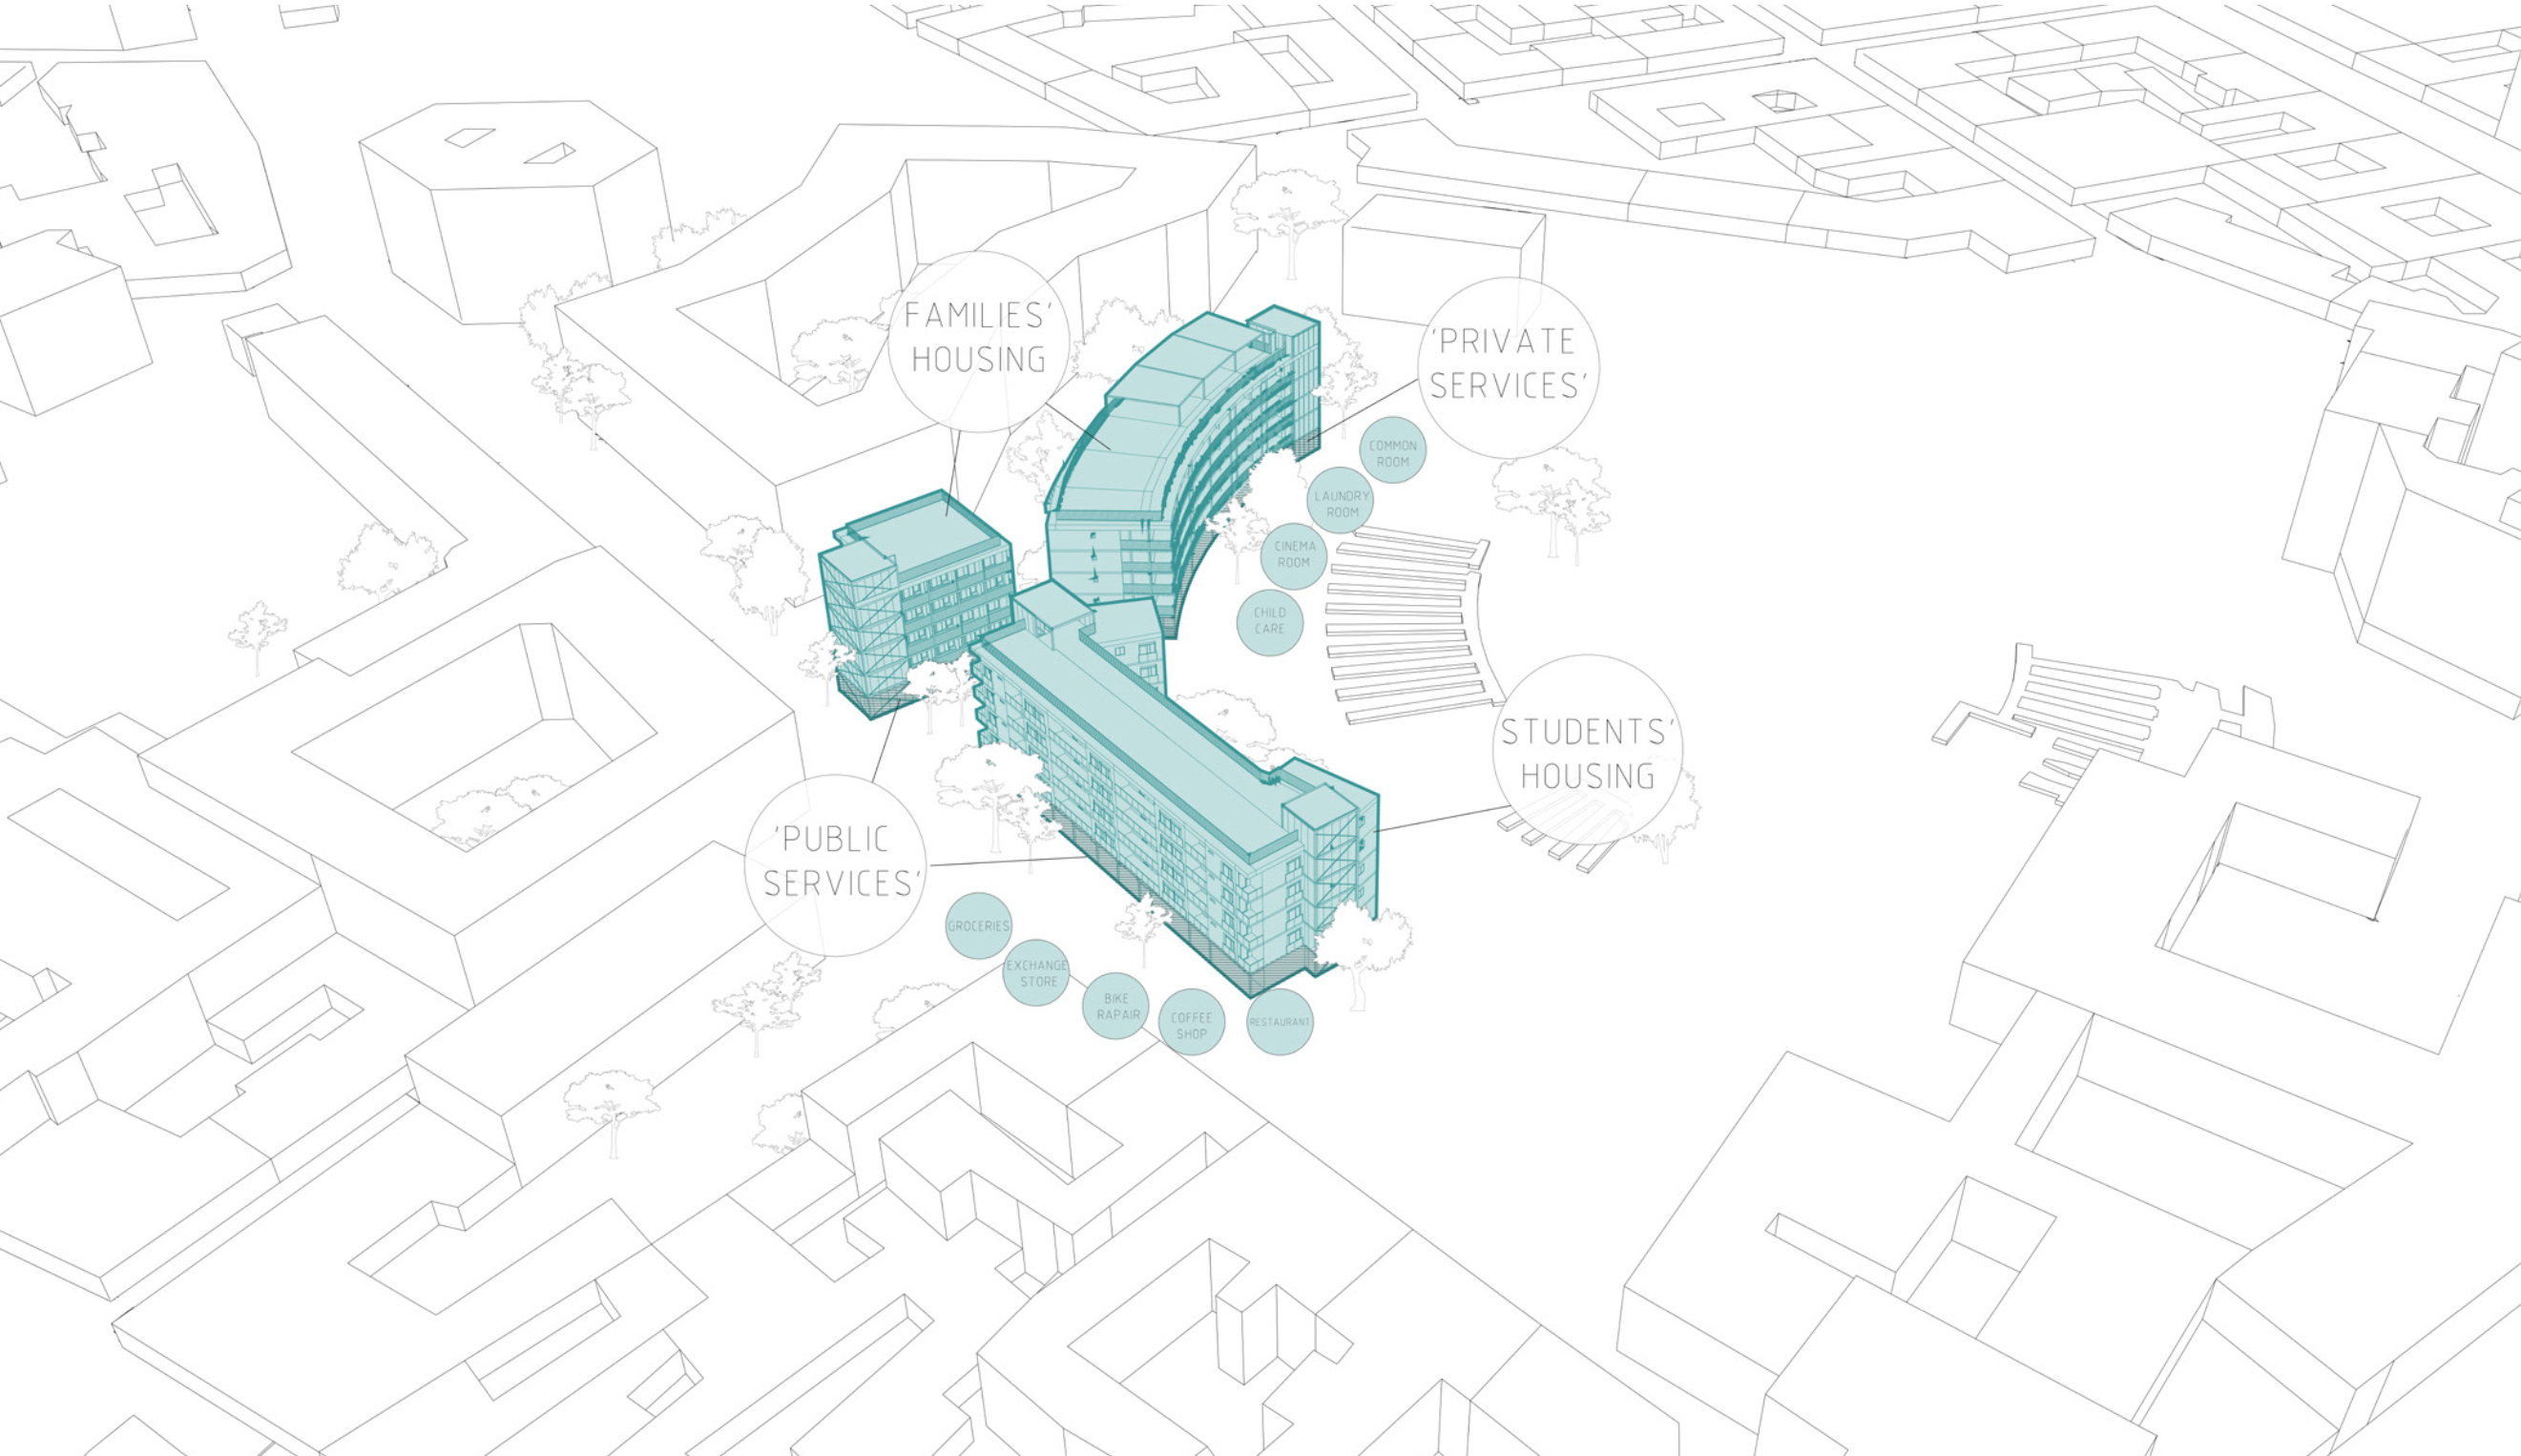 FAMILIES'
HOUSING
'PRIVATE
SERVICES'
COMMON
ROOM
LAUNDRY
ROOM
CINEMA
ROOM
CHILD
CARE
STUDENTS'
HOUSING
'PUBLIC
SERVICES'
GROCERIES
EXCHANGE
STORE
BIKE
RAPAIR
COFFEE
SHOP
RESTAURANT